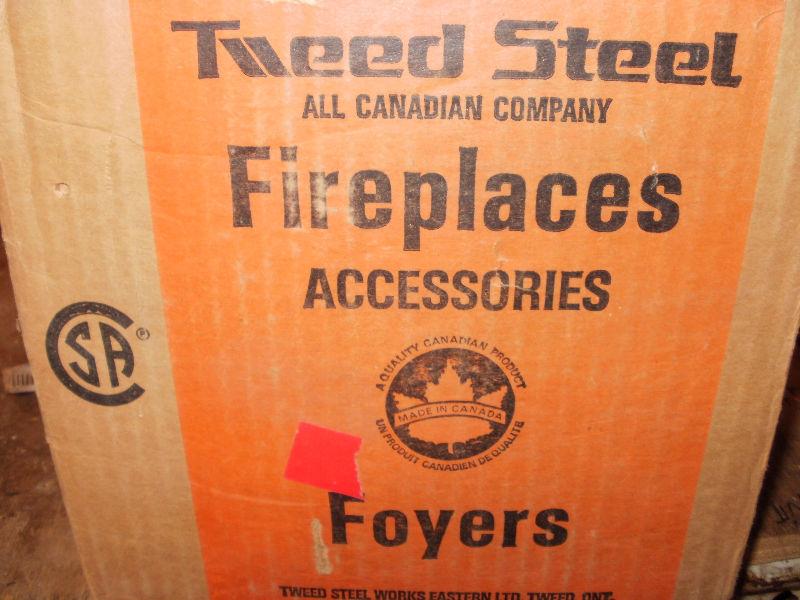 Tweed Steel
ALL CANADIAN COMPANY
Fireplaces
ACCESSORIES
CSA ®
A QUALITY CANADIAN PRODUCT
MADE IN CANADA
UN PRODUIT CANADIEN DE QUALITE
Foyers
TWEED STEEL WORKS EASTERN LTD. TWEED, ONT.